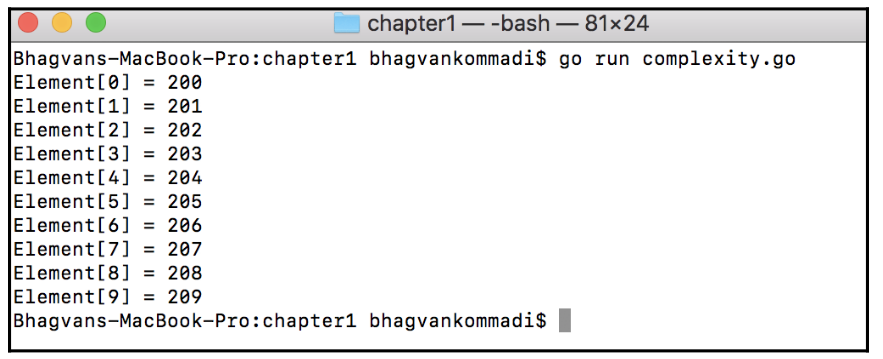 chapter1 — -bash — 81×24
Bhagvans-MacBook-Pro:chapter1 bhagvankommadi$ go run complexity.go
Element[0] = 200
Element[1] = 201
Element[2] = 202
Element[3] = 203
Element[4] = 204
Element[5] = 205
Element[6] = 206
Element[7] = 207
Element[8] = 208
Element[9] = 209
Bhagvans-MacBook-Pro:chapter1 bhagvankommadi$